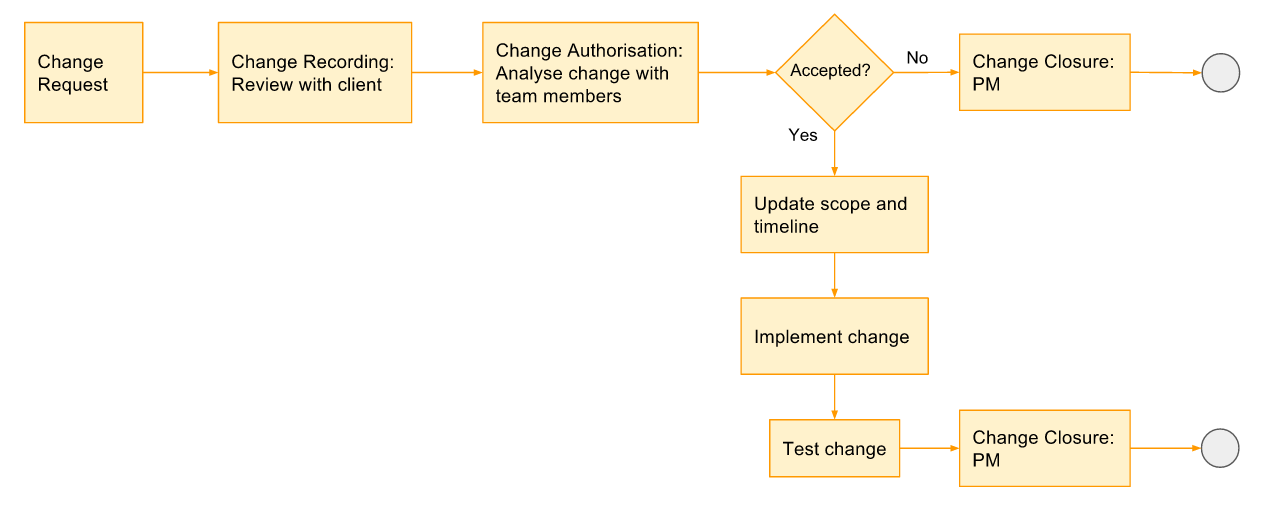 Change
Request
Change Recording:
Review with client
Change Authorisation:
Analyse change with
team members
Accepted?
No
Change Closure:
PM
Yes
Update scope and
timeline
Implement change
Test change
Change Closure:
PM